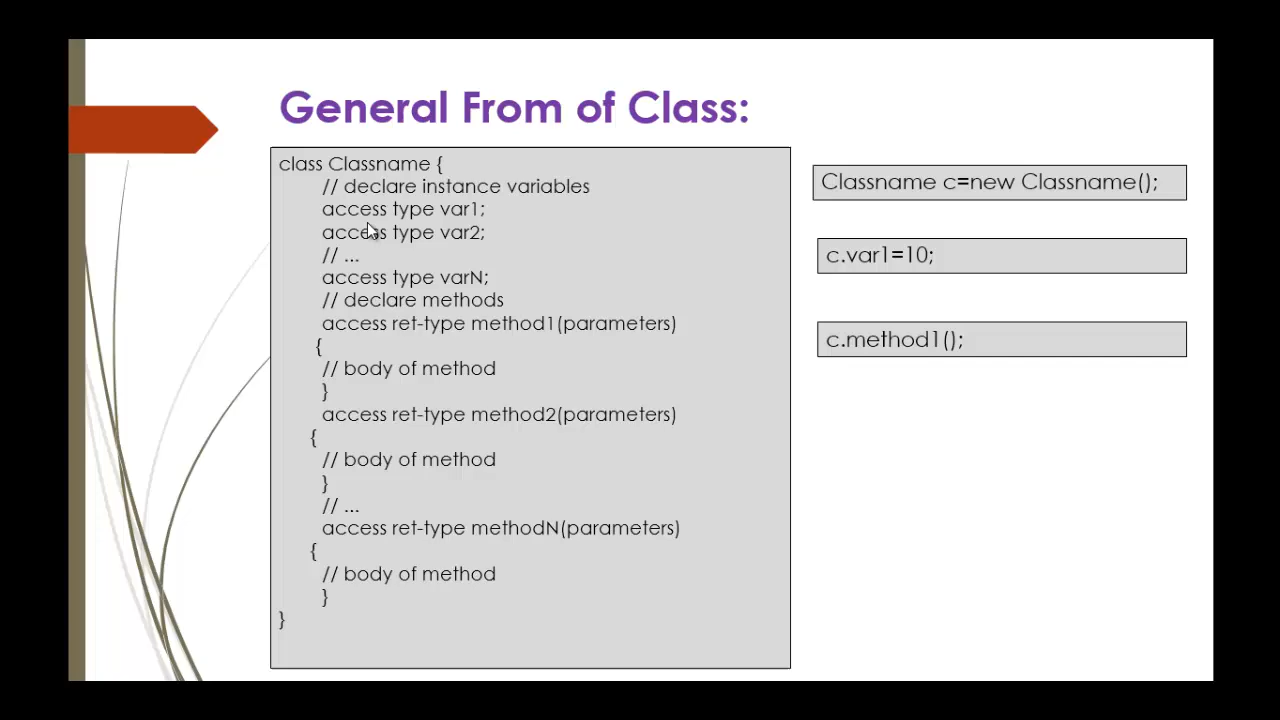 General From of Class:
class Classname {
// declare instance variables
access type var1;
access type var2;
// ...
access type varN;
// declare methods
access ret-type method1(parameters)
{
// body of method
}
access ret-type method2(parameters)
{
// body of method
}
// ...
access ret-type methodN(parameters)
{
// body of method
}
}
Classname c=new Classname();
c.var1=10;
c.method1();